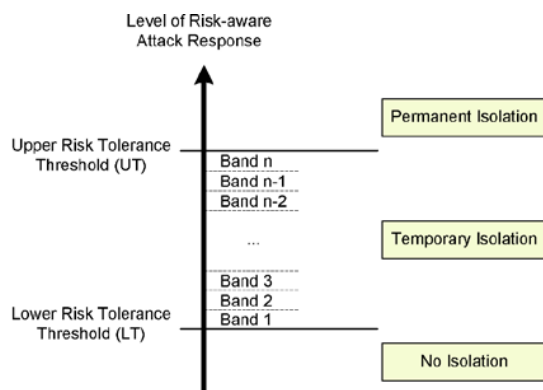 Level of Risk-aware
Attack Response
Permanent Isolation
Upper Risk Tolerance
Threshold (UT)
Band n
Band n-1
Band n-2
...
Temporary Isolation
Band 3
Band 2
Band 1
Lower Risk Tolerance
Threshold (LT)
No Isolation